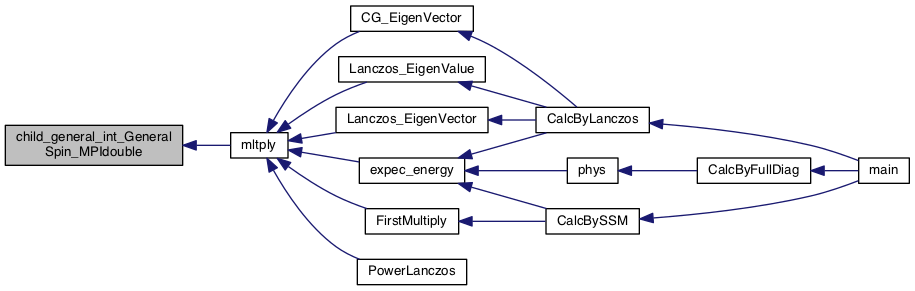 child_general_int_General
Spin_MPIdouble
mltply
CG_EigenVector
Lanczos_EigenValue
Lanczos_EigenVector
expec_energy
FirstMultiply
PowerLanczos
CalcByLanczos
phys
CalcBySSM
CalcByFullDiag
main